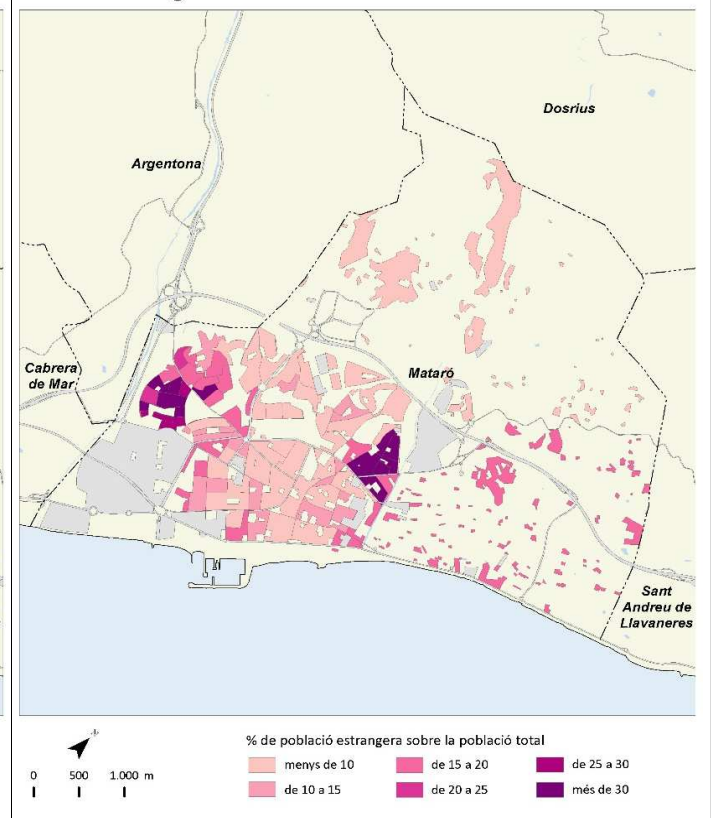 Dosrius
Argentona
Cabrera
de Mar
Mataró
Sant
Andreu de
Llavaneres
% de població estrangera sobre la població total
0 500 1.000 m
menys de 10
de 15 a 20
de 25 a 30
de 10 a 15
de 20 a 25
més de 30